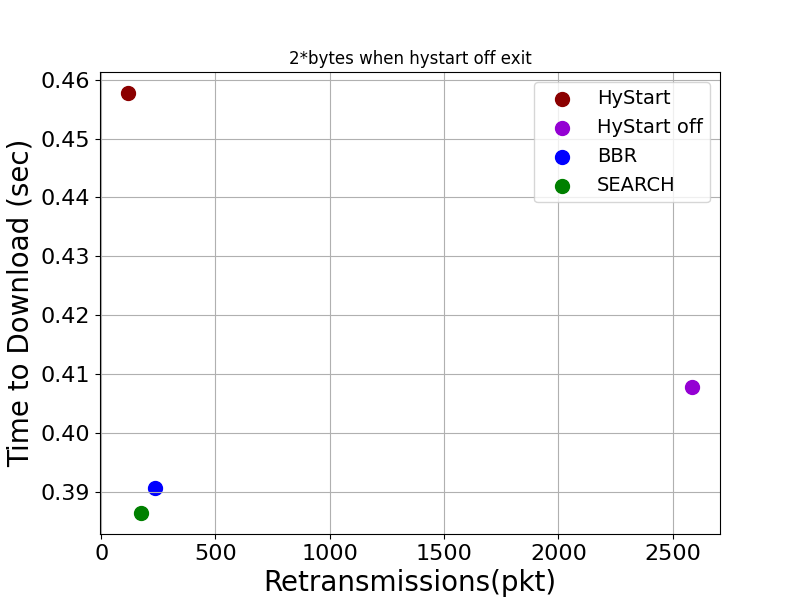 2*bytes when hystart off exit
0.46
0.45
0.44
0.43
0.42
0.41
0.40
0.39
Time to Download (sec)
HyStart
HyStart off
BBR
SEARCH
0 500 1000 1500 2000 2500
Retransmissions(pkt)